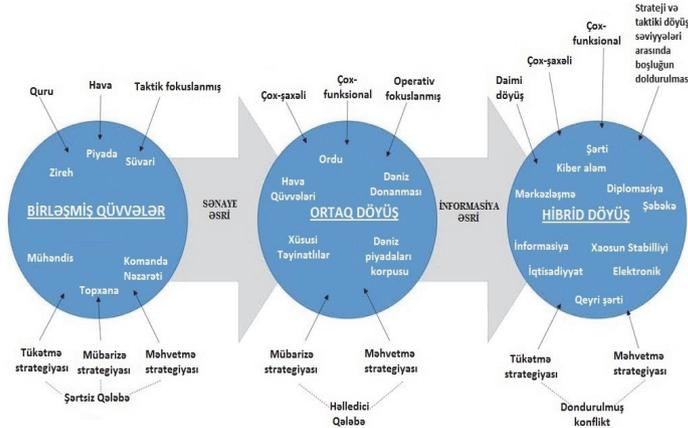 Quru
Hava
Taktik fokuslanmış
Zireh
Piyada
Süvari
BİRLƏŞMİŞ QÜVVƏLƏR
Mühəndis
Topxana
Komanda
Nəzarəti
Tükətmə
strategiyası
Mübarizə
strategiyası
Məhvetmə
strategiyası
Şərtsiz Qələbə
SƏNAYE
ƏSRİ
Çox-şaxəli
Çox-
funksional
Operativ
fokuslanmış
Ordu
Hava
Qüvvələri
Dəniz
Donanması
ORTAQ DÖYÜŞ
Xüsusi
Təyinatlılar
Dəniz
piyadaları
korpusu
Mübarizə
strategiyası
Məhvetmə
strategiyası
Həlledici
Qələbə
İNFORMASİYA
ƏSRİ
Daimi
döyüş
Çox-şaxəli
Çox-
funksional
Strateji və
taktiki döyüş
səviyyələri
arasında
boşluğun
doldurulmas
Şərti
Kiber aləm
Mərkəzləşmə
Diplomasiya
Şəbəkə
HİBRİD DÖYÜŞ
İnformasiya
Xaosun Stabilliyi
İqtisadiyyat
Elektronik
Qeyri şərti
Tükətmə
strategiyası
Məhvetmə
strategiyası
Dondurulmuş
konflikt